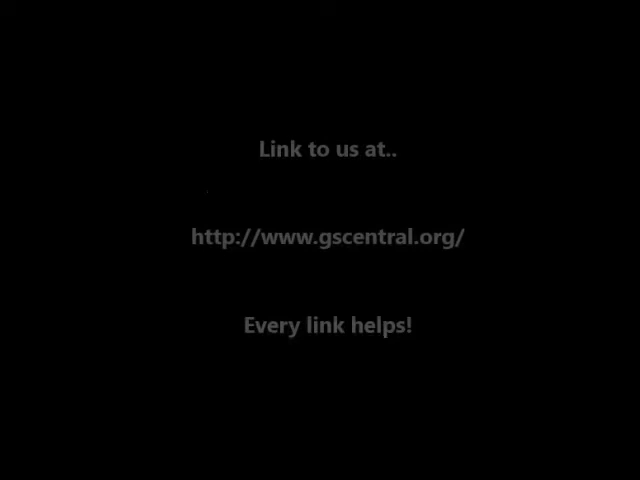 Link to us at..
http://www.gscentral.org/
Every link helps!